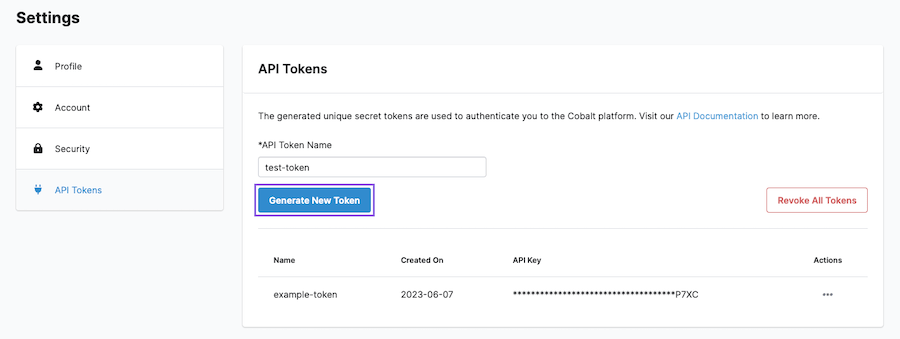 Settings
Profile
Account
Security
API Tokens
API Tokens
The generated unique secret tokens are used to authenticate you to the Cobalt platform. Visit our API Documentation to learn more.
*API Token Name
test-token
Generate New Token
Revoke All Tokens
Name Created On API Key Actions
example-token 2023-06-07 ************************************P7XC ***